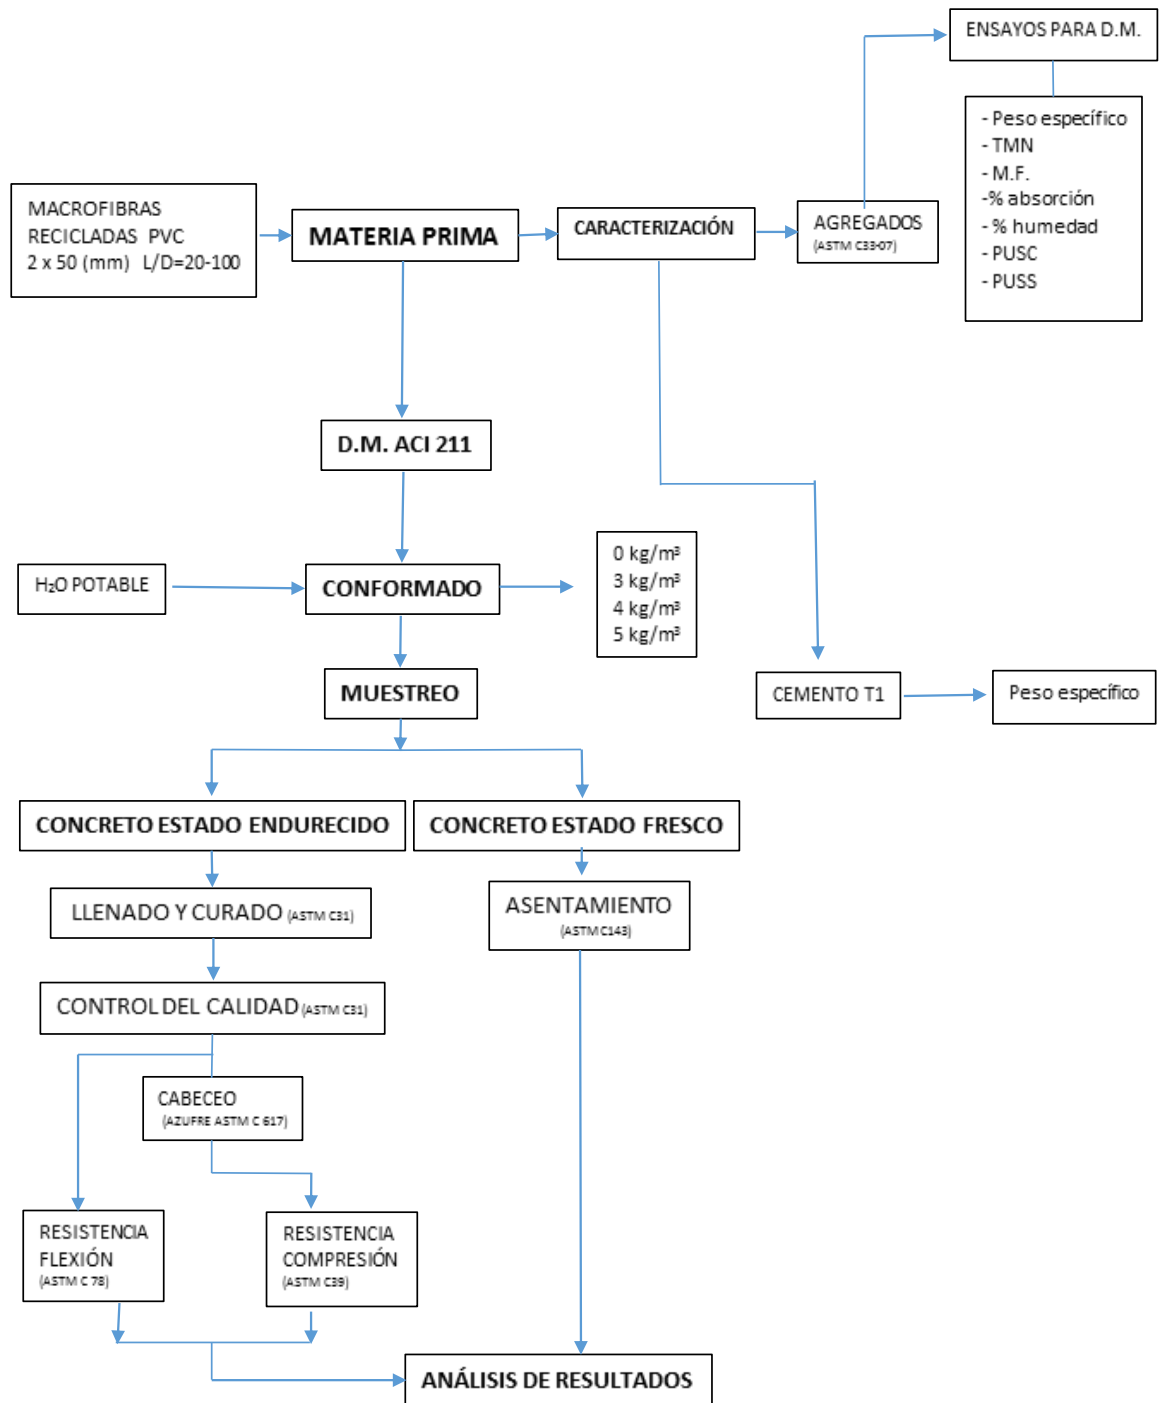 ENSAYOS PARA D.M.
- Peso específico
- TMN
- M.F.
-% absorción
- % humedad
- PUSC
- PUSS
MACROFIBRAS
RECICLADAS PVC
2 x 50 (mm) L/D=20-100
MATERIA PRIMA
CARACTERIZACIÓN
AGREGADOS
(ASTM C33-07)
D.M. ACI 211
H₂O POTABLE
CONFORMADO
0 kg/m³
3 kg/m³
4 kg/m³
5 kg/m³
MUESTREO
CEMENTO T1
Peso específico
CONCRETO ESTADO ENDURECIDO
CONCRETO ESTADO FRESCO
LLENADO Y CURADO (ASTM C31)
ASENTAMIENTO
(ASTM C143)
CONTROL DEL CALIDAD (ASTM C31)
CABECEO
(AZUFRE ASTM C 617)
RESISTENCIA
FLEXIÓN
(ASTM C 78)
RESISTENCIA
COMPRESIÓN
(ASTM C39)
ANÁLISIS DE RESULTADOS